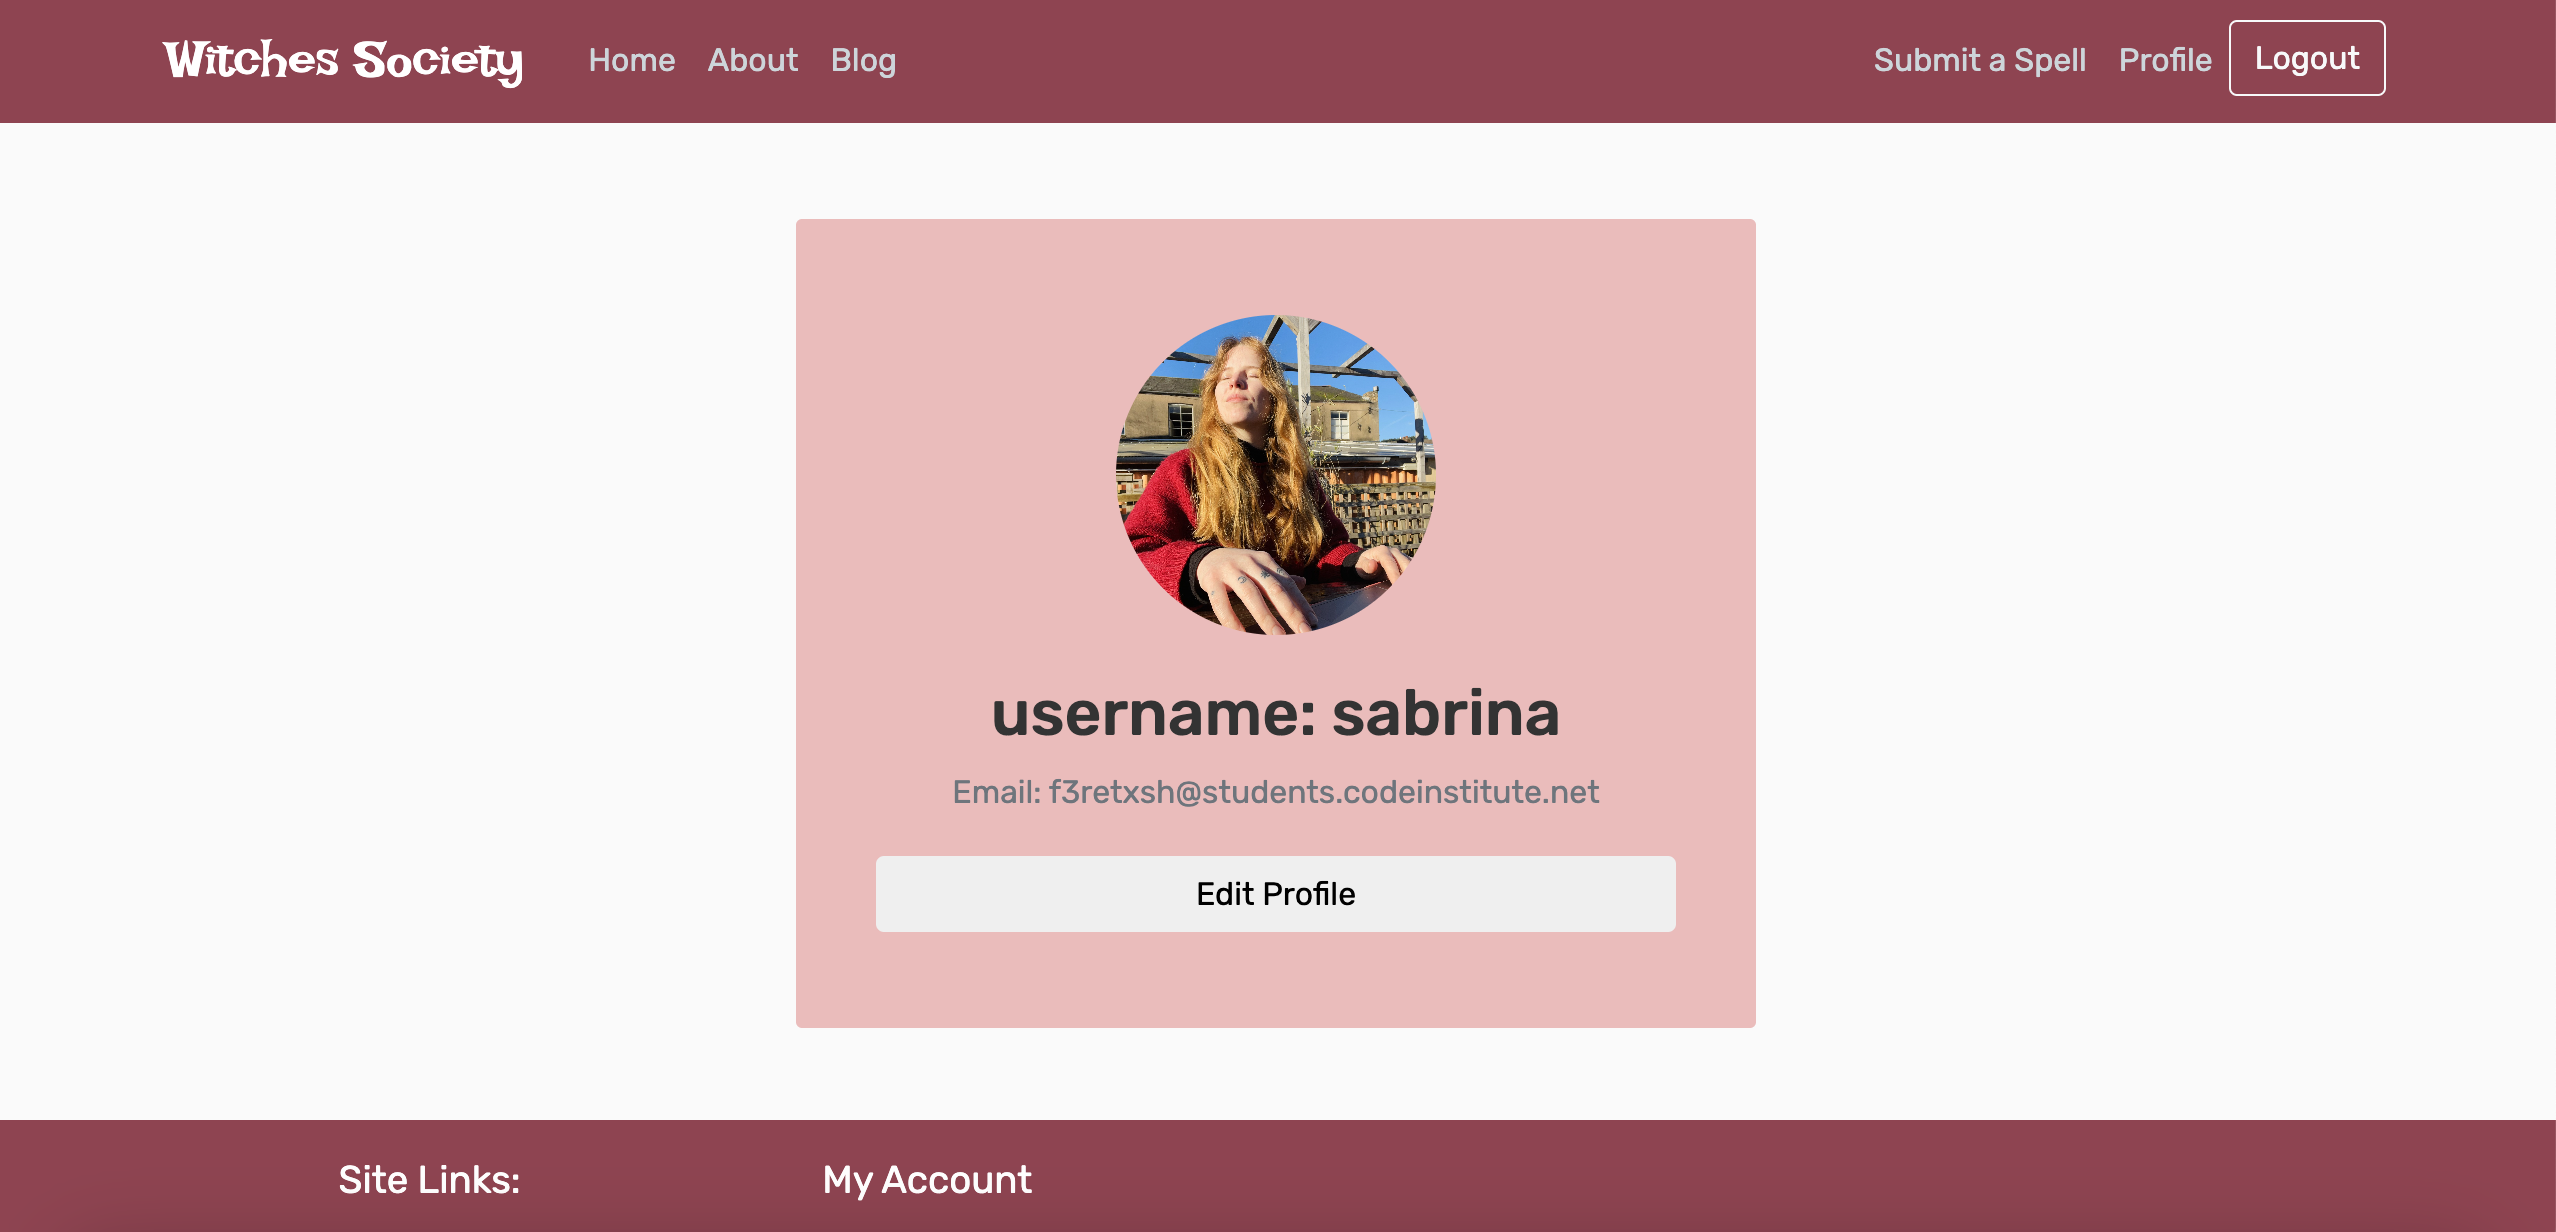 Witches Society Home About Blog Submit a Spell Profile Logout
username: sabrina
Email: f3retxsh@students.codeinstitute.net
Edit Profile
Site Links: My Account